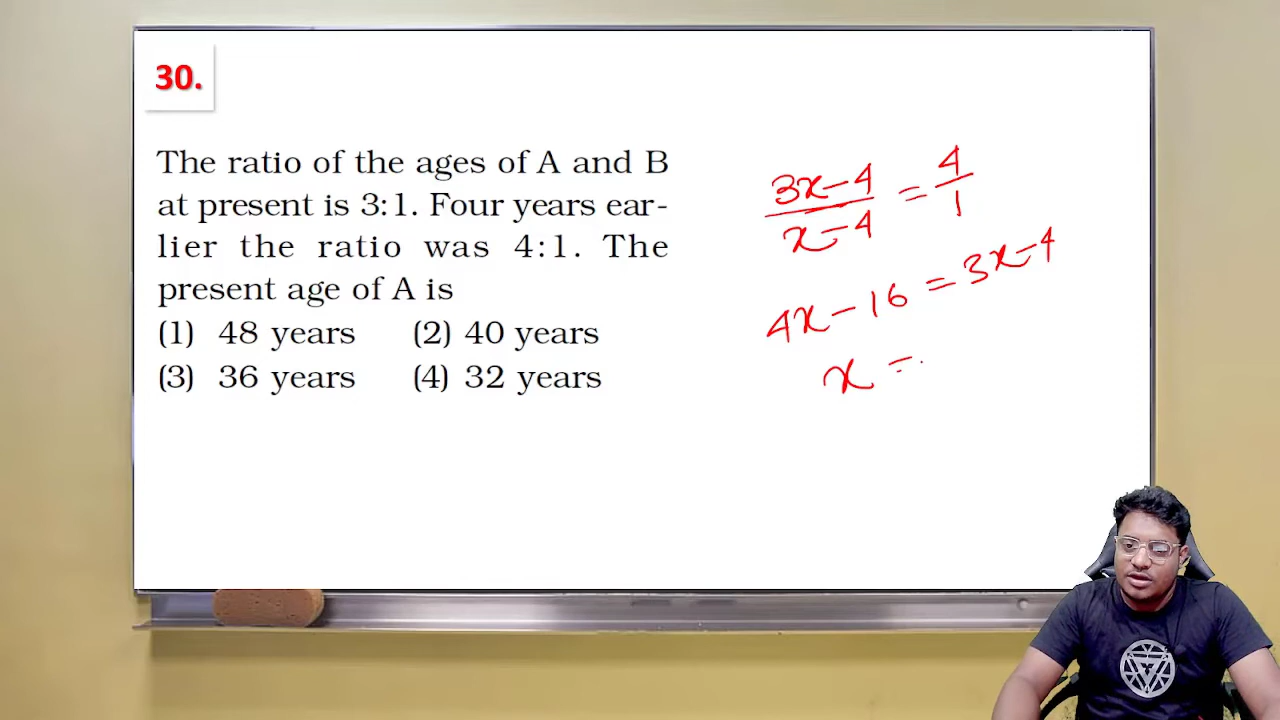 30.
The ratio of the ages of A and B
at present is 3:1. Four years ear-
lier the ratio was 4:1. The
present age of A is
(1) 48 years (2) 40 years
(3) 36 years (4) 32 years
3x-4 / x-4 = 4/1
4x-16 = 3x-4
x =